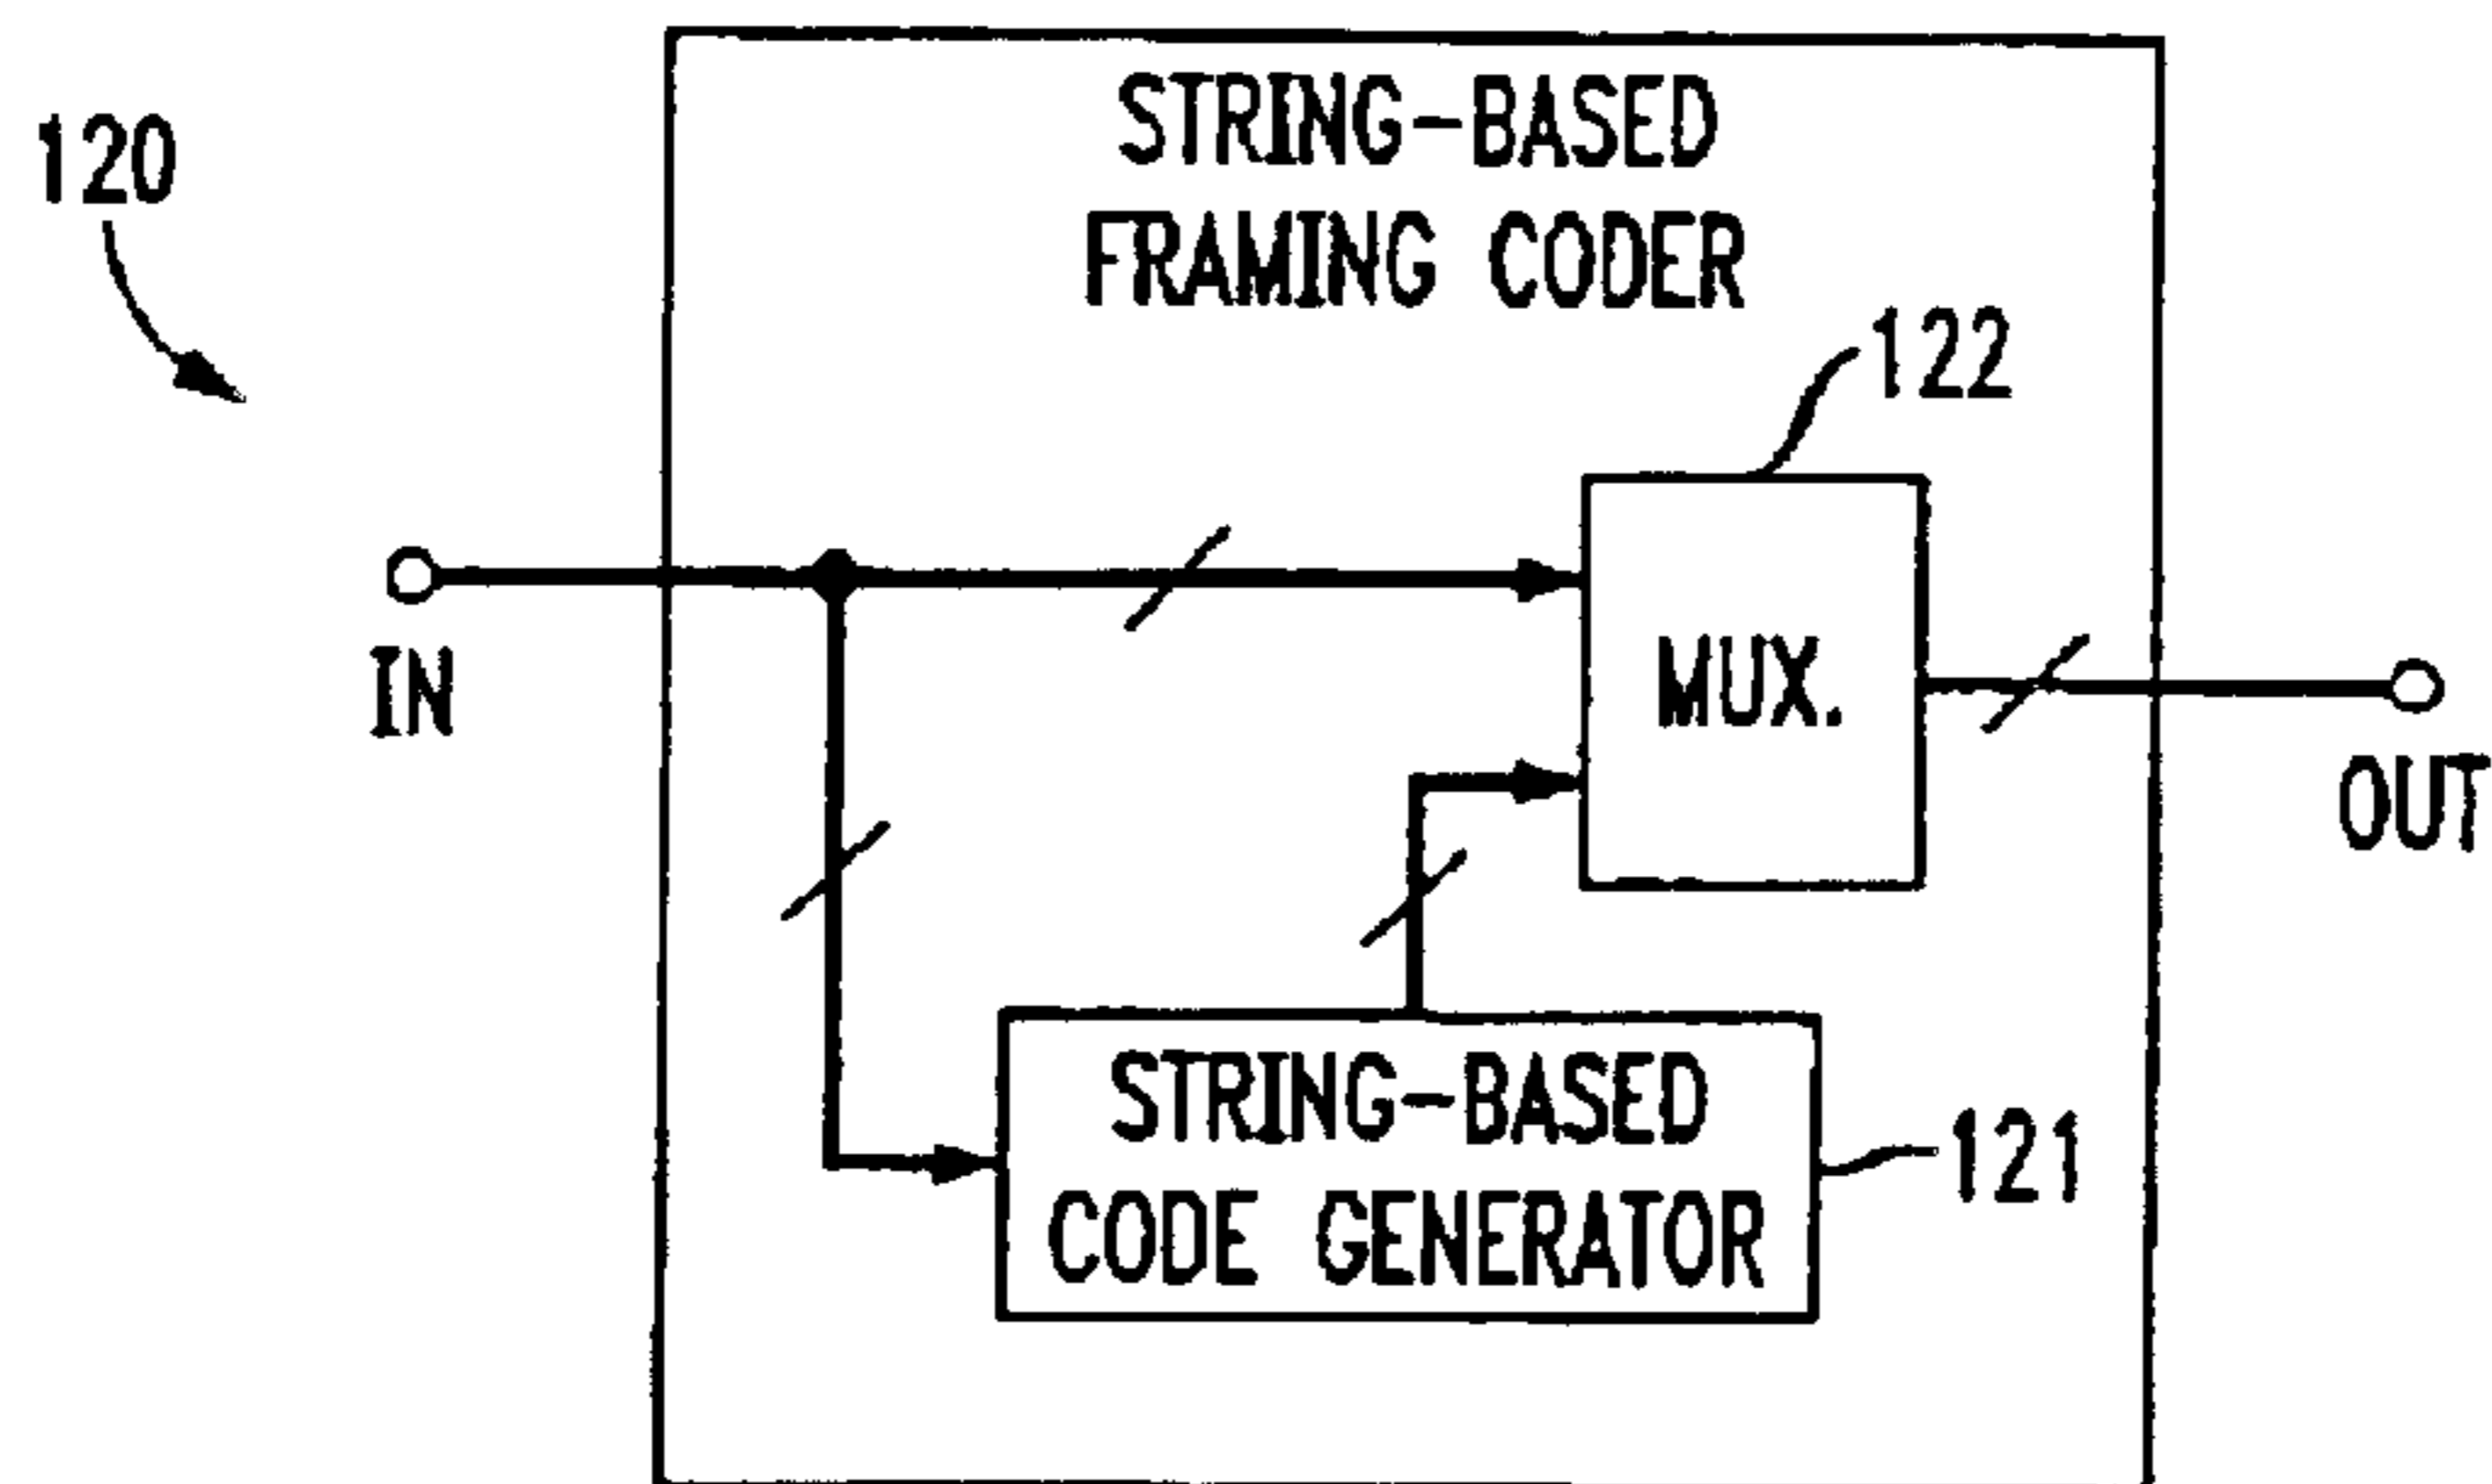 STRING-BASED
FRAMING CODER
120
122
IN
MUX.
OUT
STRING-BASED
CODE GENERATOR
121